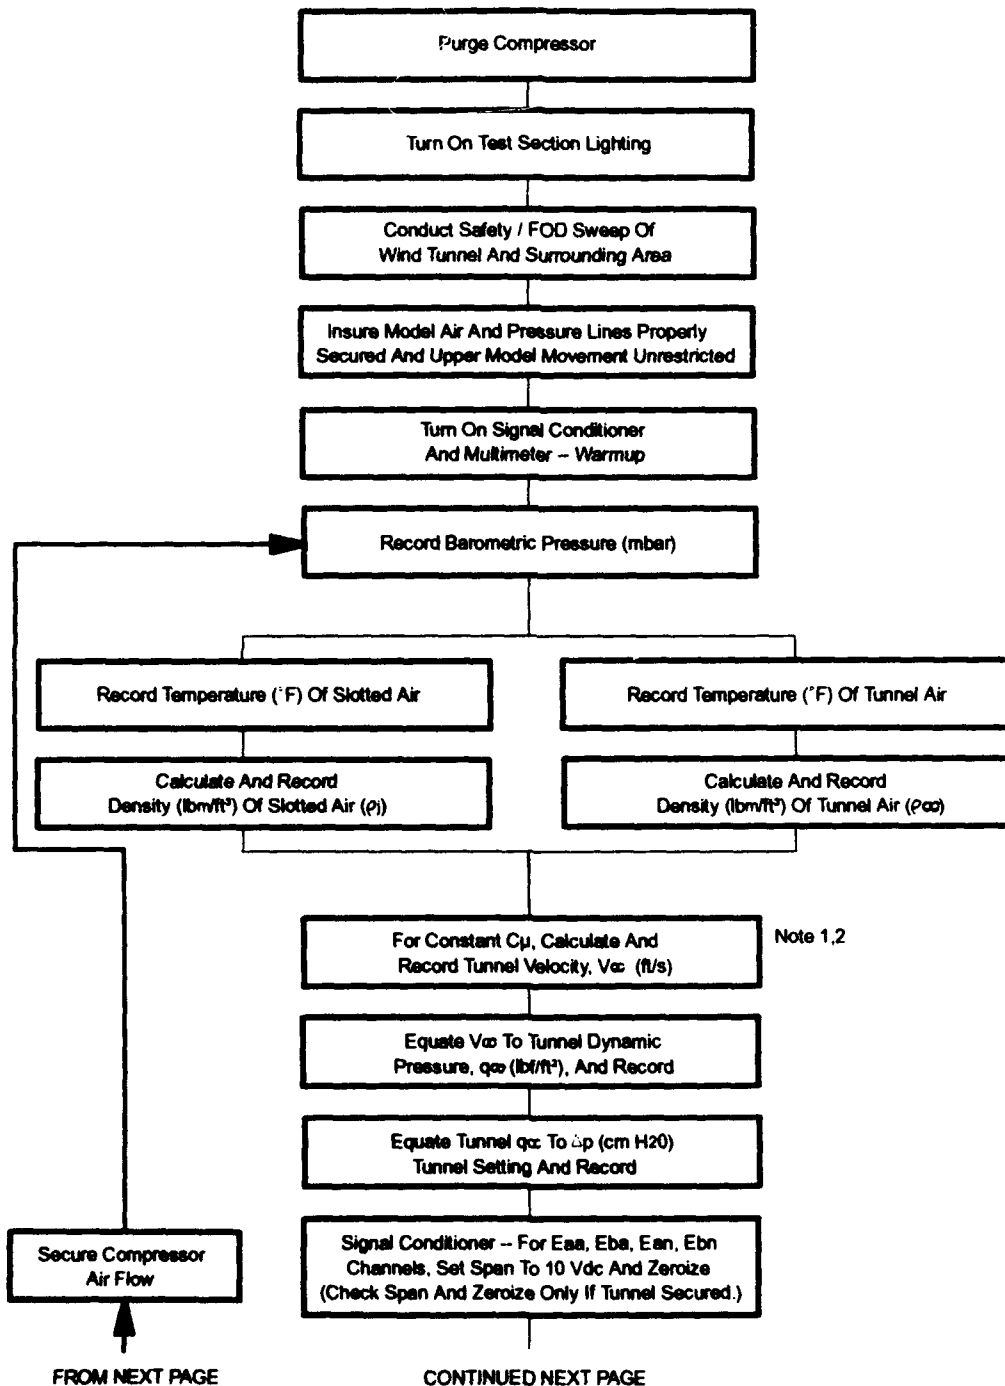 Purge Compressor
Turn On Test Section Lighting
Conduct Safety / FOD Sweep Of
Wind Tunnel And Surrounding Area
Insure Model Air And Pressure Lines Properly
Secured And Upper Model Movement Unrestricted
Turn On Signal Conditioner
And Multimeter -- Warmup
Record Barometric Pressure (mbar)
Record Temperature (°F) Of Slotted Air
Record Temperature (°F) Of Tunnel Air
Calculate And Record
Density (lbm/ft³) Of Slotted Air (ρj)
Calculate And Record
Density (lbm/ft³) Of Tunnel Air (ρ∞)
For Constant Cμ, Calculate And
Record Tunnel Velocity, V∞ (ft/s)
Note 1,2
Equate V∞ To Tunnel Dynamic
Pressure, q∞ (lbf/ft²), And Record
Equate Tunnel q∞ To Δp (cm H20)
Tunnel Setting And Record
Signal Conditioner -- For Eaa, Eba, Ean, Ebn
Channels, Set Span To 10 Vdc And Zeroize
(Check Span And Zeroize Only If Tunnel Secured.)
Secure Compressor
Air Flow
FROM NEXT PAGE
CONTINUED NEXT PAGE